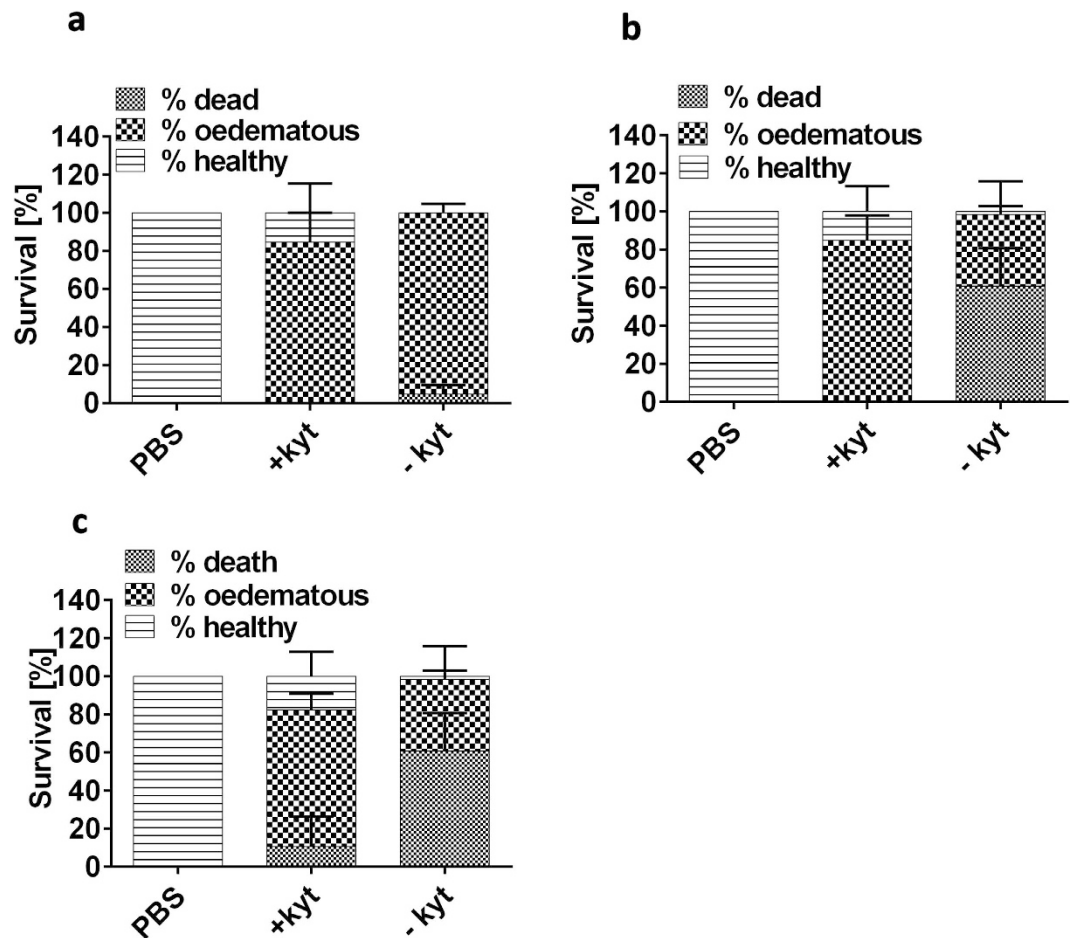 a
% dead
% oedematous
% healthy
140
120
100
80
60
40
20
0
Survival [%]
PBS
+kyt
- kyt
b
% dead
% oedematous
% healthy
140
120
100
80
60
40
20
0
Survival [%]
PBS
+kyt
- kyt
c
% death
% oedematous
% healthy
140
120
100
80
60
40
20
0
Survival [%]
PBS
+kyt
- kyt